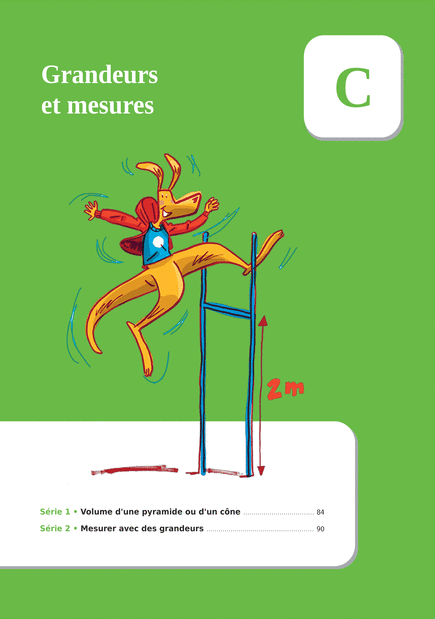 Grandeurs
et mesures
C
2m
Série 1 • Volume d'une pyramide ou d'un cône ................................ 84
Série 2 • Mesurer avec des grandeurs ................................................ 90